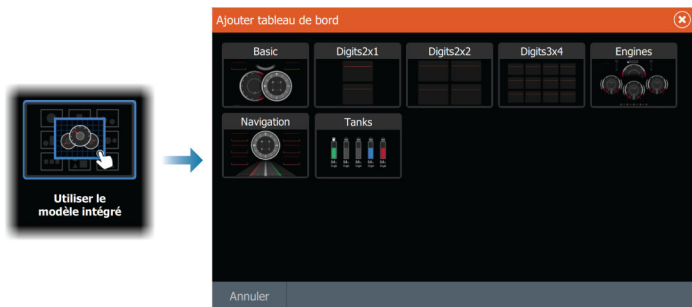 Ajouter tableau de bord
Basic
Digits2x1
Digits2x2
Digits3x4
Engines
Navigation
Tanks
Utiliser le
modèle intégré
Annuler